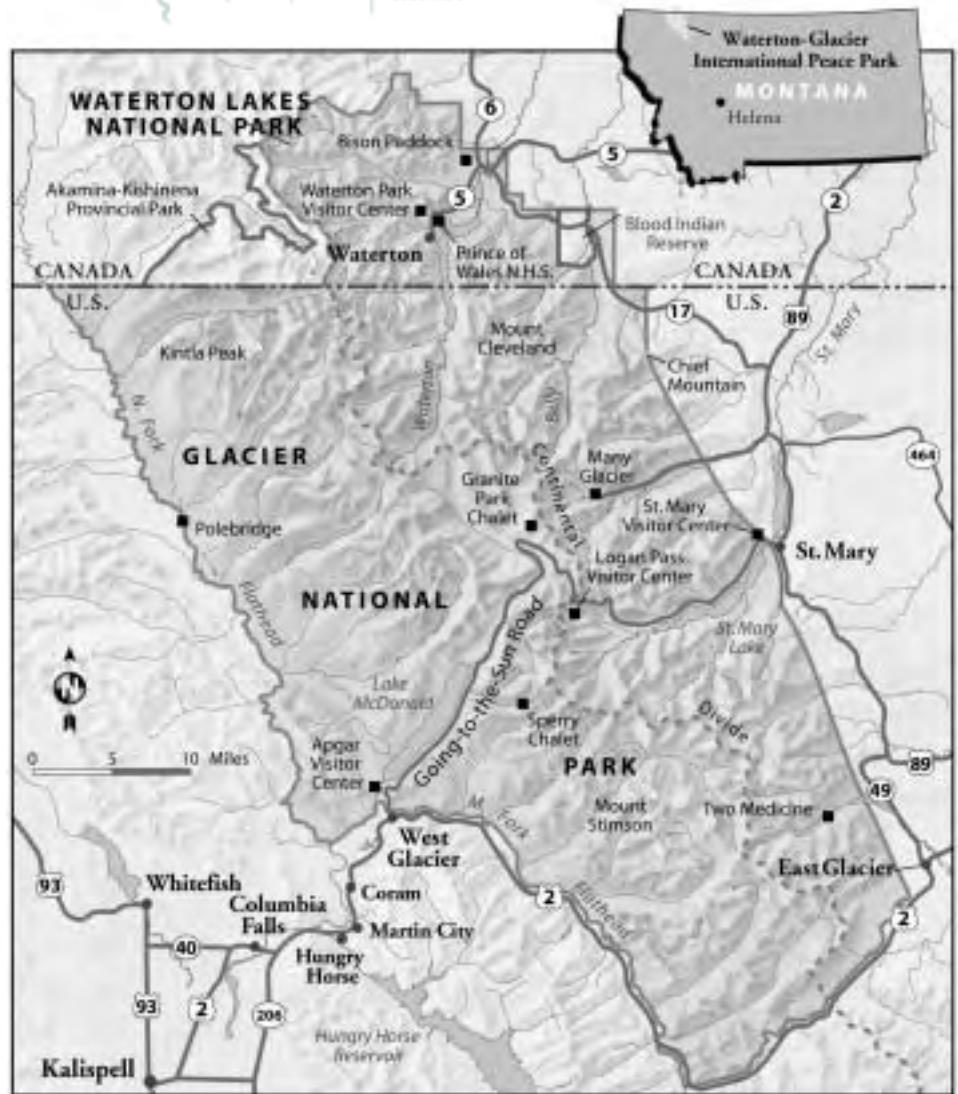 Waterton-Glacier
International Peace Park
MONTANA
Helena
WATERTON LAKES
NATIONAL PARK
6
Bison Paddock
5
5
2
Akamina-Kishinena
Provincial Park
Waterton Park
Visitor Center
Blood Indian
Reserve
Waterton
Prince of
Wales N.H.S.
CANADA
CANADA
U.S.
U.S.
17
89
St. Mary
Kintla Peak
Mount
Cleveland
Chief
Mountain
N. Fork
Waterton
Belly
GLACIER
Continental
Many
Glacier
464
Granite
Park
Chalet
St. Mary
Visitor Center
Polebridge
St. Mary
Logan Pass
Visitor Center
Flathead
NATIONAL
Going-to-the-Sun Road
St. Mary
Lake
Lake
McDonald
Sperry
Chalet
Divide
0 5 10 Miles
Apgar
Visitor
Center
PARK
89
49
M. Fork
Mount
Stimson
Two Medicine
West
Glacier
East Glacier
93
Whitefish
Coram
2
Flathead
2
Columbia
Falls
Martin City
40
Hungry
Horse
93
2
206
Hungry Horse
Reservoir
Kalispell